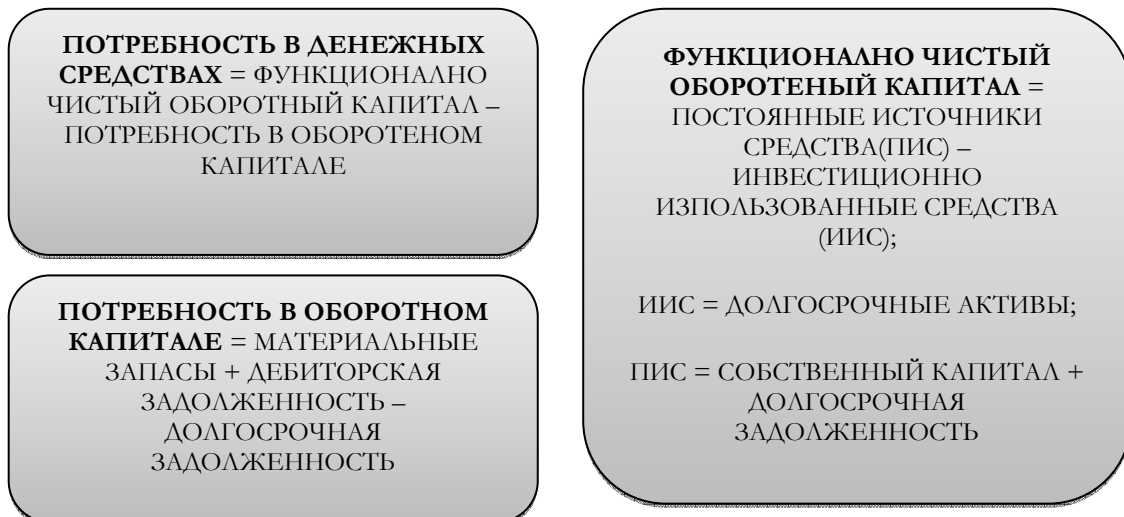 ПОТРЕБНОСТЬ В ДЕНЕЖНЫХ
СРЕДСТВАХ = ФУНКЦИОНАЛНО
ЧИСТЫЙ ОБОРОТНЫЙ КАПИТАЛ –
ПОТРЕБНОСТЬ В ОБОРОТЕНОМ
КАПИТАЛЕ
ПОТРЕБНОСТЬ В ОБОРОТНОМ
КАПИТАЛЕ = МАТЕРИАЛЬНЫЕ
ЗАПАСЫ + ДЕБИТОРСКАЯ
ЗАДОЛЖЕННОСТЬ –
ДОЛГОСРОЧНАЯ
ЗАДОЛЖЕННОСТЬ
ФУНКЦИОНАЛНО ЧИСТЫЙ
ОБОРОТЕНЫЙ КАПИТАЛ =
ПОСТОЯННЫЕ ИСТОЧНИКИ
СРЕДСТВА(ПИС) –
ИНВЕСТИЦИОННО
ИЗПОЛЬЗОВАННЫЕ СРЕДСТВА
(ИИС);
ИИС = ДОЛГОСРОЧНЫЕ АКТИВЫ;
ПИС = СОБСТВЕННЫЙ КАПИТАЛ +
ДОЛГОСРОЧНАЯ
ЗАДОЛЖЕННОСТЬ